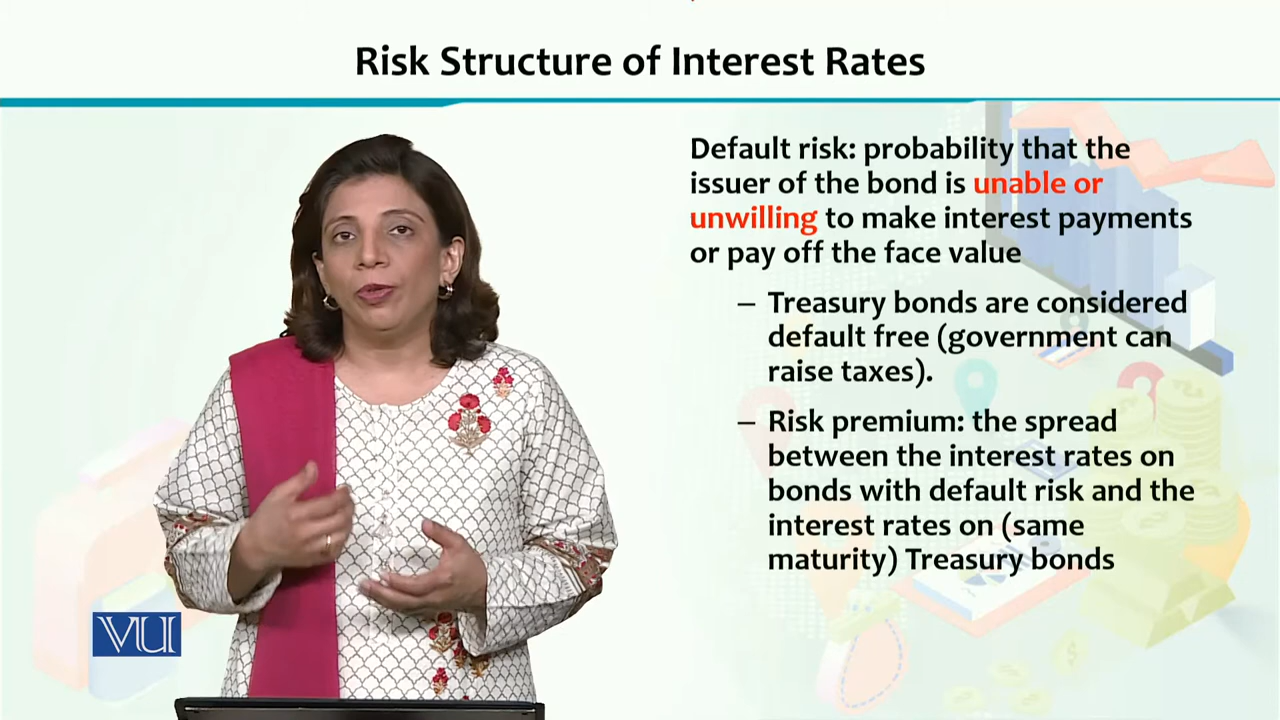 Risk Structure of Interest Rates
Default risk: probability that the
issuer of the bond is unable or
unwilling to make interest payments
or pay off the face value
– Treasury bonds are considered
default free (government can
raise taxes).
– Risk premium: the spread
between the interest rates on
bonds with default risk and the
interest rates on (same
maturity) Treasury bonds
VU